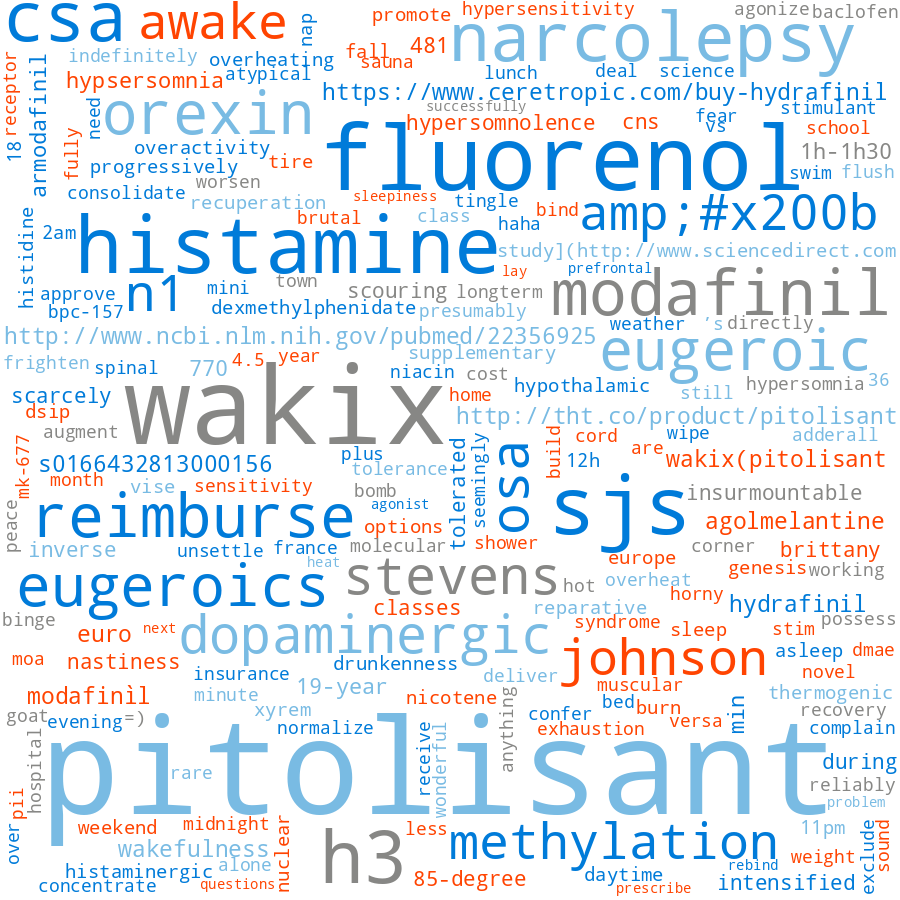 csa
awake
nap
promote
hypersensitivity
agonize
baclofen
narcolepsy
fall
481
sauna
indefinitely
overheating
atypical
hypsersomnia
lunch
deal
science
18
receptor
armodafinil
need
orexin
https://www.ceretropic.com/buy-hydrafinil
successfully
stimulant
hypersomnolence
cns
fear
vs
school
fully
overactivity
progressively
tire
fluorenol
1h-1h30
swim
flush
consolidate
worsen
recuperation
sleepiness
brutal
class
tingle
haha
bind
amp;#x200b
histidine
2am
histamine
study](http://www.sciencedirect.com
lay
prefrontal
approve
n1
mini
town
scouring
longterm
modafinil
bpc-157
dexmethylphenidate
presumably
http://www.ncbi.nlm.nih.gov/pubmed/22356925
weather
's
directly
frighten
spinal
770
4.5
year
supplementary
eugeroic
niacin
cost
hypothalamic
hypersomnia
36
scarcely
wakix
home
still
dsip
augment
http://tht.co/product/pitolisant
mk-677
s0166432813000156
plus
tolerance
tolerated
seemingly
osa
build
cord
are
wipe
adderall
12h
wakix(pitolisant
month
vise
sensitivity
bomb
agonist
sjs
insurmountable
peace
reimburse
options
agolmelantine
inverse
unsettle
france
molecular
shower
corner
brittany
heat
europe
genesis
working
eugeroics
stevens
hot
overheat
horny
binge
classes
reparative
hydrafinil
possess
euro
next
dopaminergic
syndrome
sleep
stim
asleep
dmae
moa
nastiness
drunkenness
johnson
novel
insurance
19-year
deliver
muscular
thermogenic
modafinìl
minute
nicotene
bed
burn
recovery
goat
evening
=)
xyrem
normalize
anything
confer
versa
min
complain
exhaustion
hospital
pitolisant
receive
wonderful
during
rare
reliably
pii
problem
over
weekend
midnight
nuclear
h3
less
methylation
11pm
exclude
sound
wakefulness
histaminergic
alone
rebind
weight
concentrate
questions
85-degree
daytime
prescribe
intensified